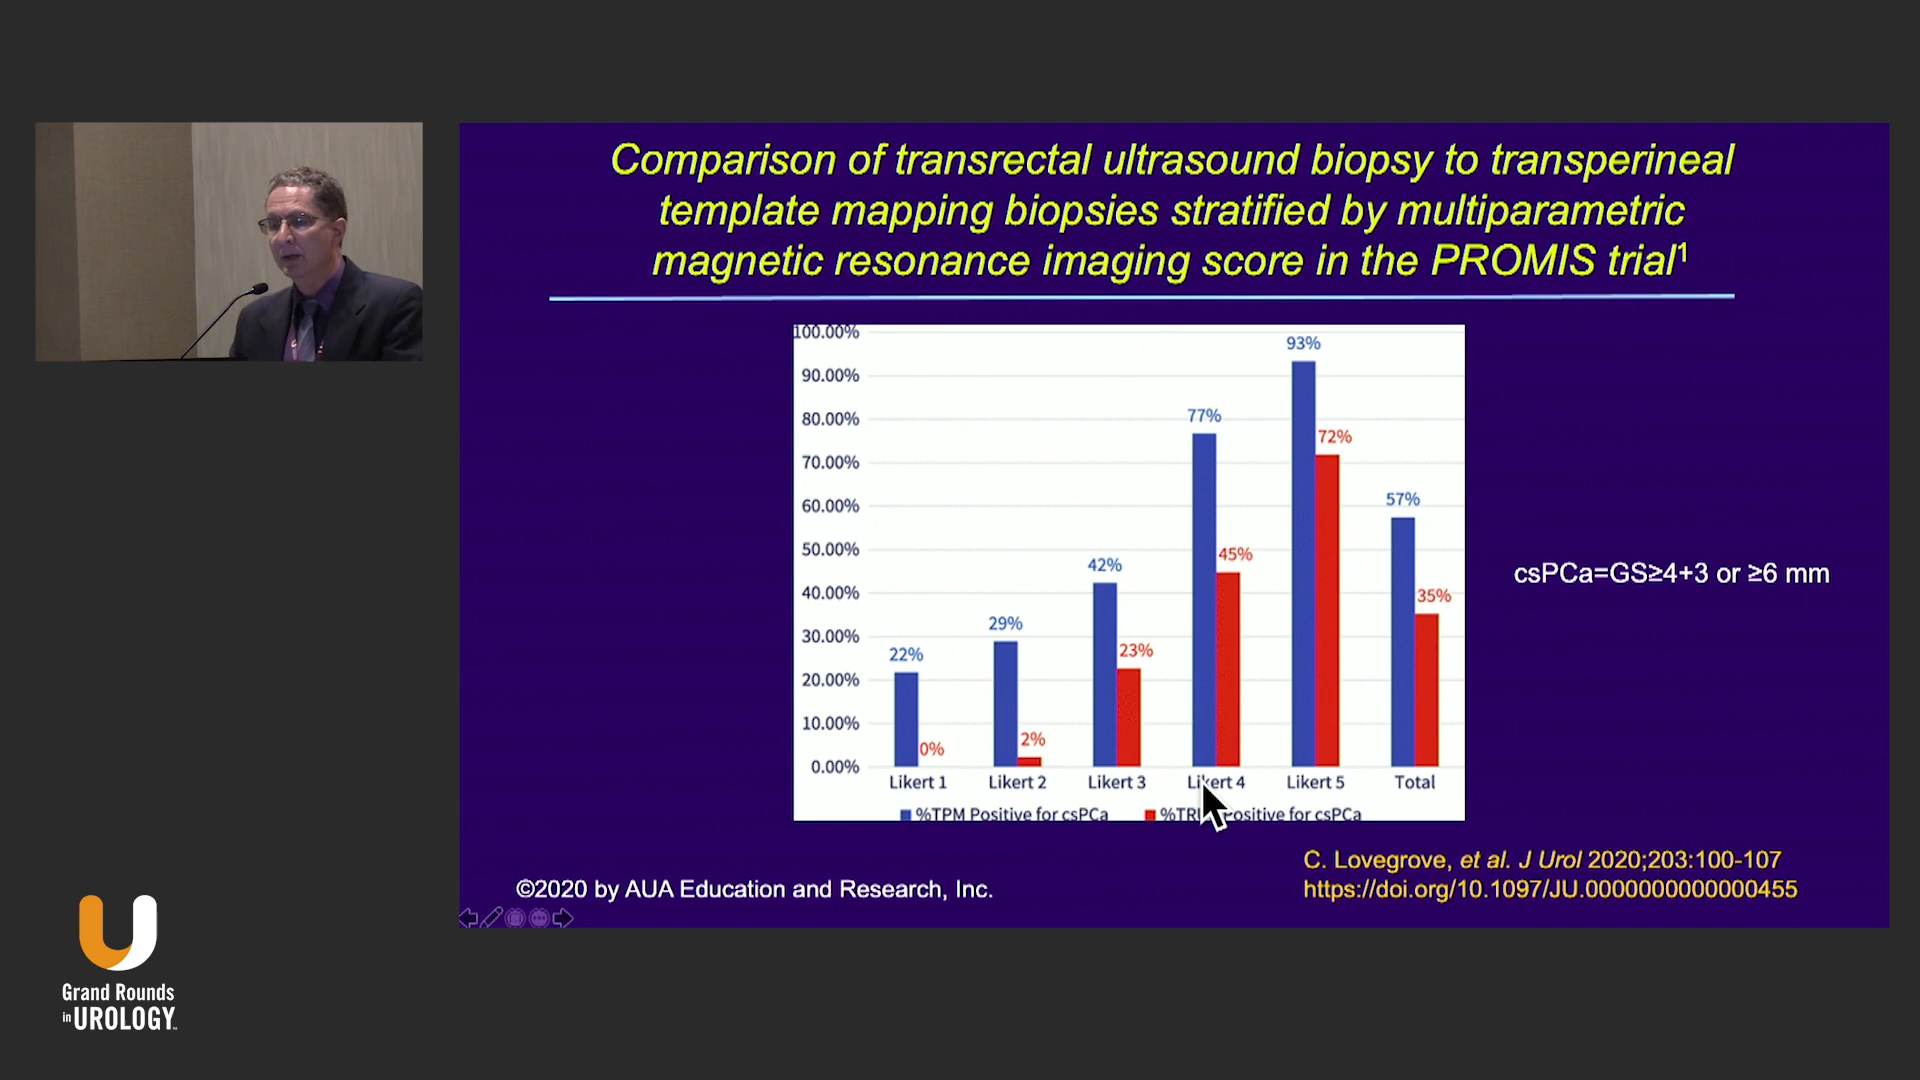 Comparison of transrectal ultrasound biopsy to transperineal
template mapping biopsies stratified by multiparametric
magnetic resonance imaging score in the PROMIS trial¹
100.00%
90.00%
80.00%
70.00%
60.00%
50.00%
40.00%
30.00%
20.00%
10.00%
0.00%
22%
0%
29%
2%
42%
23%
77%
45%
93%
72%
57%
35%
Likert 1 Likert 2 Likert 3 Likert 4 Likert 5 Total
%TPM Positive for csPCa
Positive for csPCa
csPCa=GS≥4+3 or ≥6 mm
C. Lovegrove, et al. J Urol 2020;203:100-107
https://doi.org/10.1097/JU.0000000000000455
©2020 by AUA Education and Research, Inc.
Grand Rounds
in UROLOGY